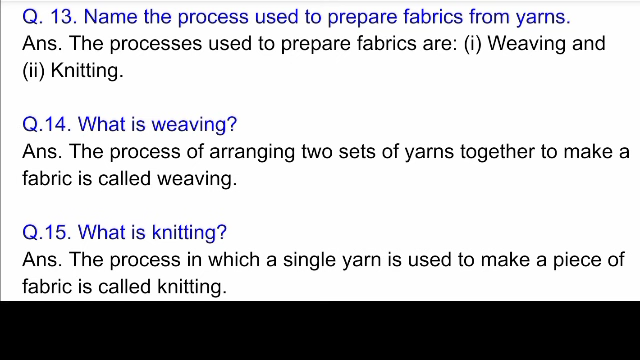 Q. 13. Name the process used to prepare fabrics from yarns.
Ans. The processes used to prepare fabrics are: (i) Weaving and
(ii) Knitting.
Q.14. What is weaving?
Ans. The process of arranging two sets of yarns together to make a
fabric is called weaving.
Q.15. What is knitting?
Ans. The process in which a single yarn is used to make a piece of
fabric is called knitting.